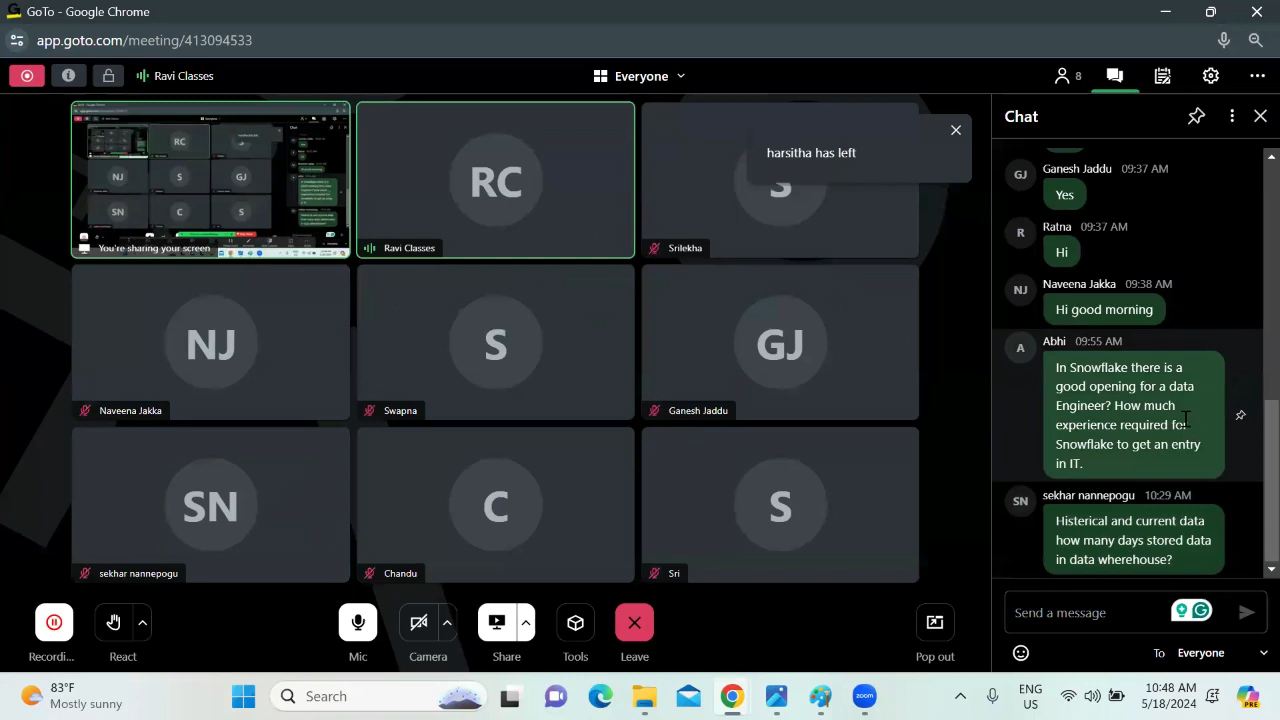 GoTo - Google Chrome
app.goto.com/meeting/413094533
Ravi Classes
Everyone
8
Chat
RC
NJ
S
GJ
SN
C
S
You're sharing your screen
RC
Ravi Classes
S
Srilekha
harsitha has left
NJ
Naveena Jakka
S
Swapna
GJ
Ganesh Jaddu
SN
sekhar nannepogu
C
Chandu
S
Sri
GJ
Ganesh Jaddu 09:37 AM
Yes
R
Ratna 09:37 AM
Hi
NJ
Naveena Jakka 09:38 AM
Hi good morning
A
Abhi 09:55 AM
In Snowflake there is a
good opening for a data
Engineer? How much
experience required for
Snowflake to get an entry
in IT.
SN
sekhar nannepogu 10:29 AM
Histerical and current data
how many days stored data
in data wherehouse?
Send a message
To Everyone
Recordi...
React
Mic
Camera
Share
Tools
Leave
Pop out
83°F
Mostly sunny
Search
zoom
ENG
US
10:48 AM
5/18/2024
PRE